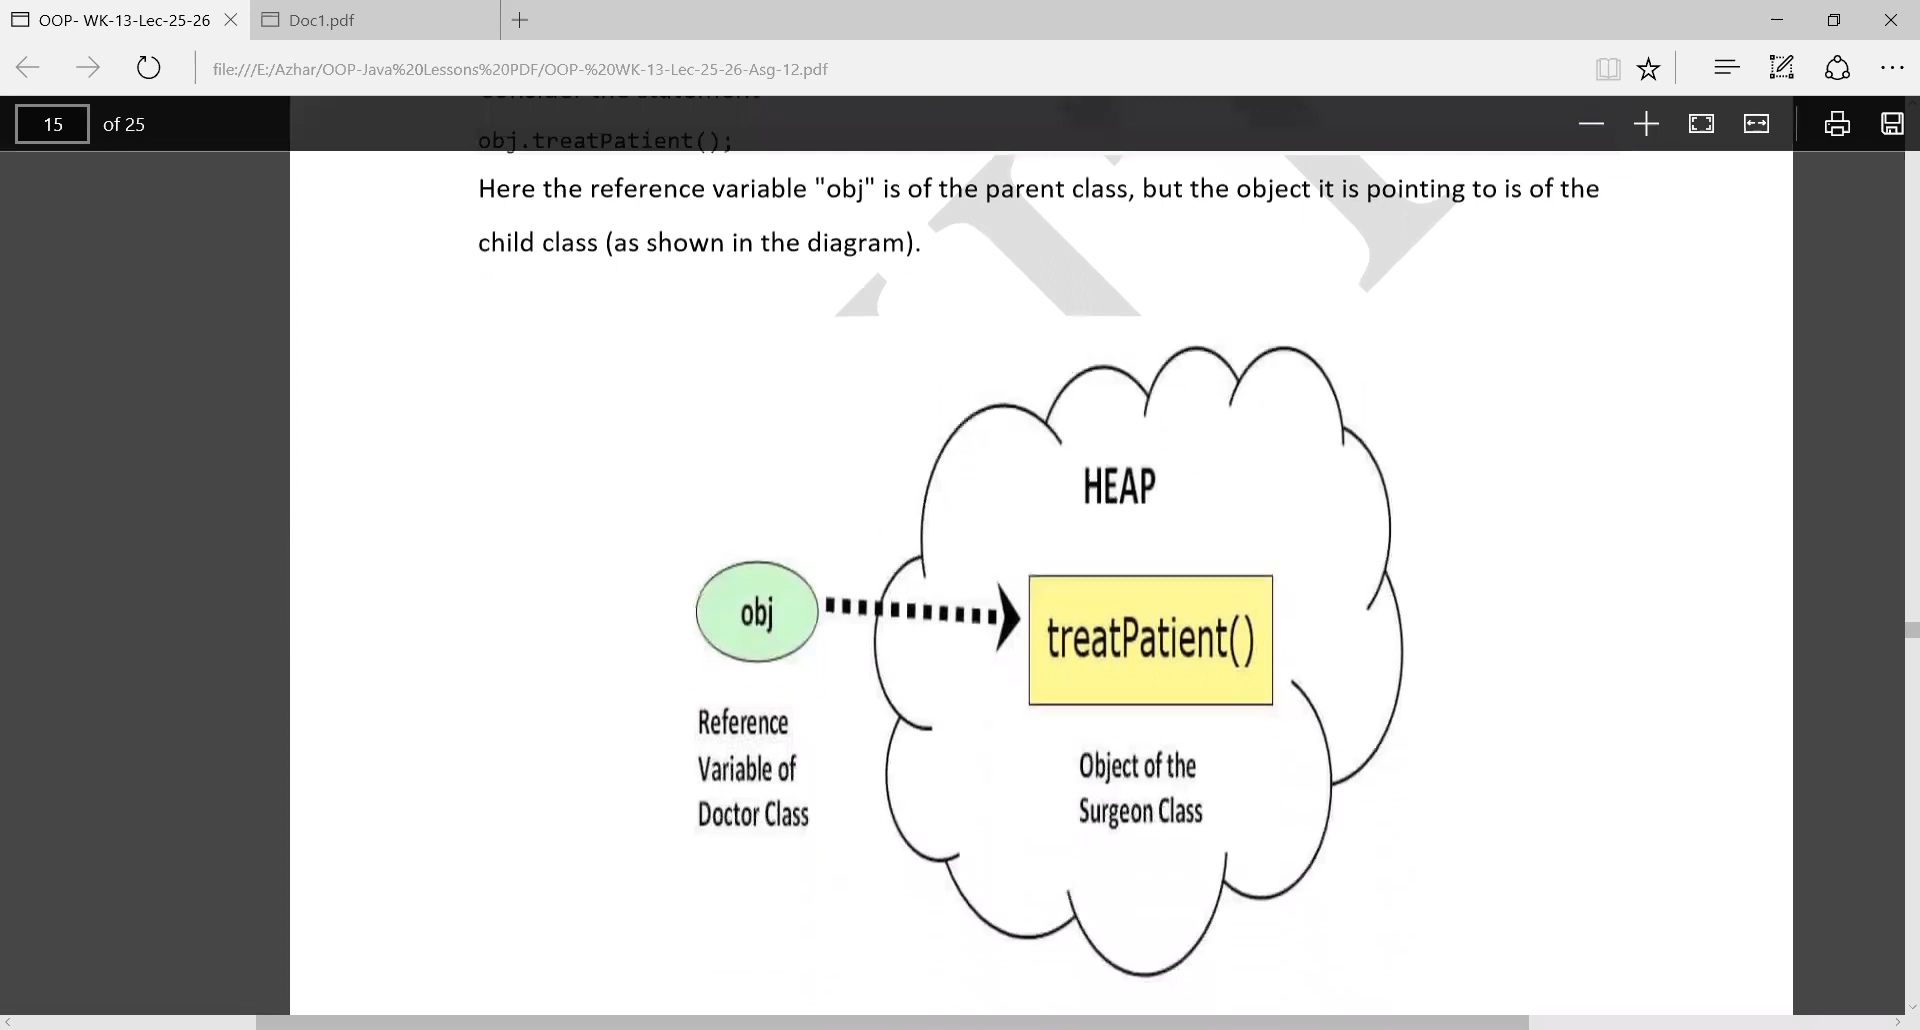 OOP- WK-13-Lec-25-26
Doc1.pdf
file:///E:/Azhar/OOP-Java%20Lessons%20PDF/OOP-%20WK-13-Lec-25-26-Asg-12.pdf
15 of 25
obj.treatPatient();
Here the reference variable "obj" is of the parent class, but the object it is pointing to is of the
child class (as shown in the diagram).
HEAP
obj
treatPatient()
Reference
Variable of
Doctor Class
Object of the
Surgeon Class